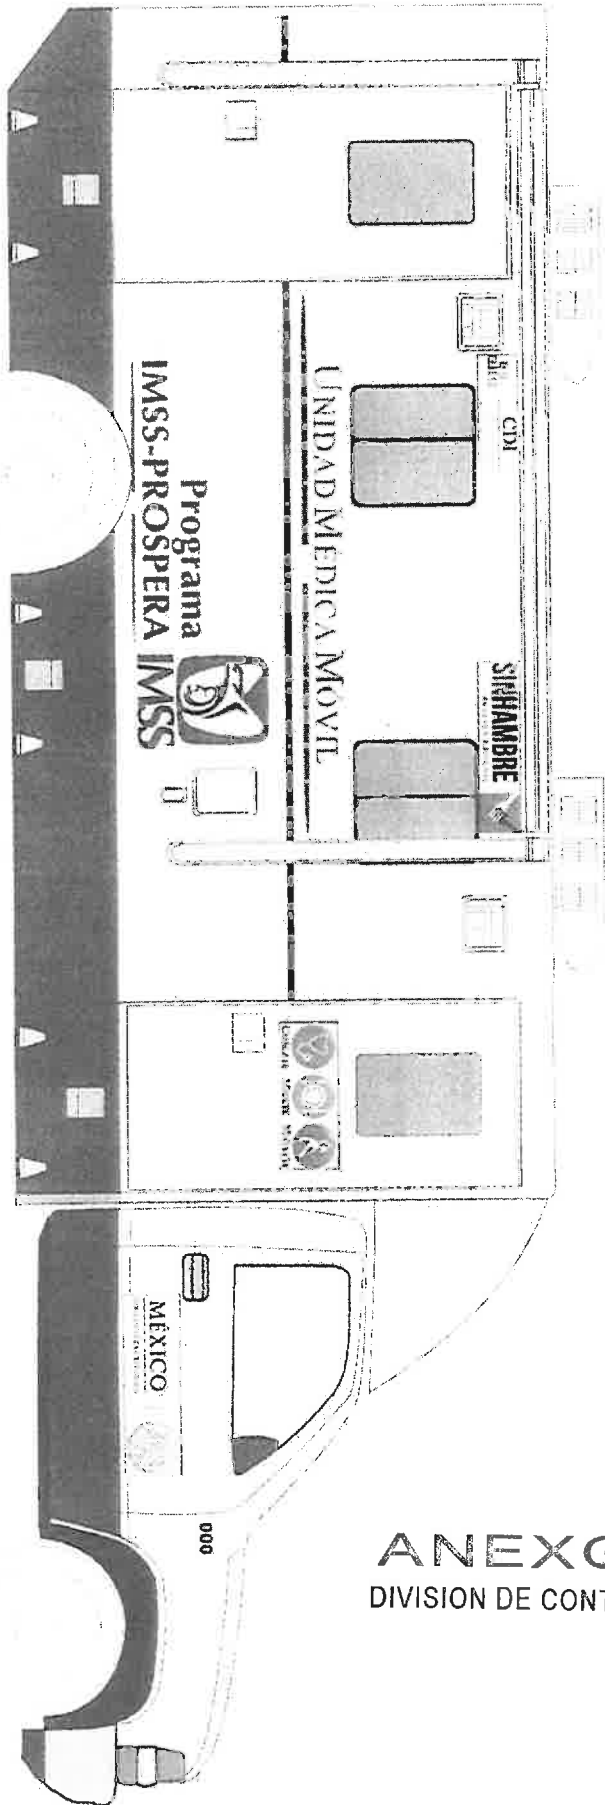 CDI
SINHAMBRE
UNIDAD MÉDICA MÓVIL
Programa
IMSS-PROSPERA
IMSS
MÉXICO
000
ANEXO
DIVISION DE CONT